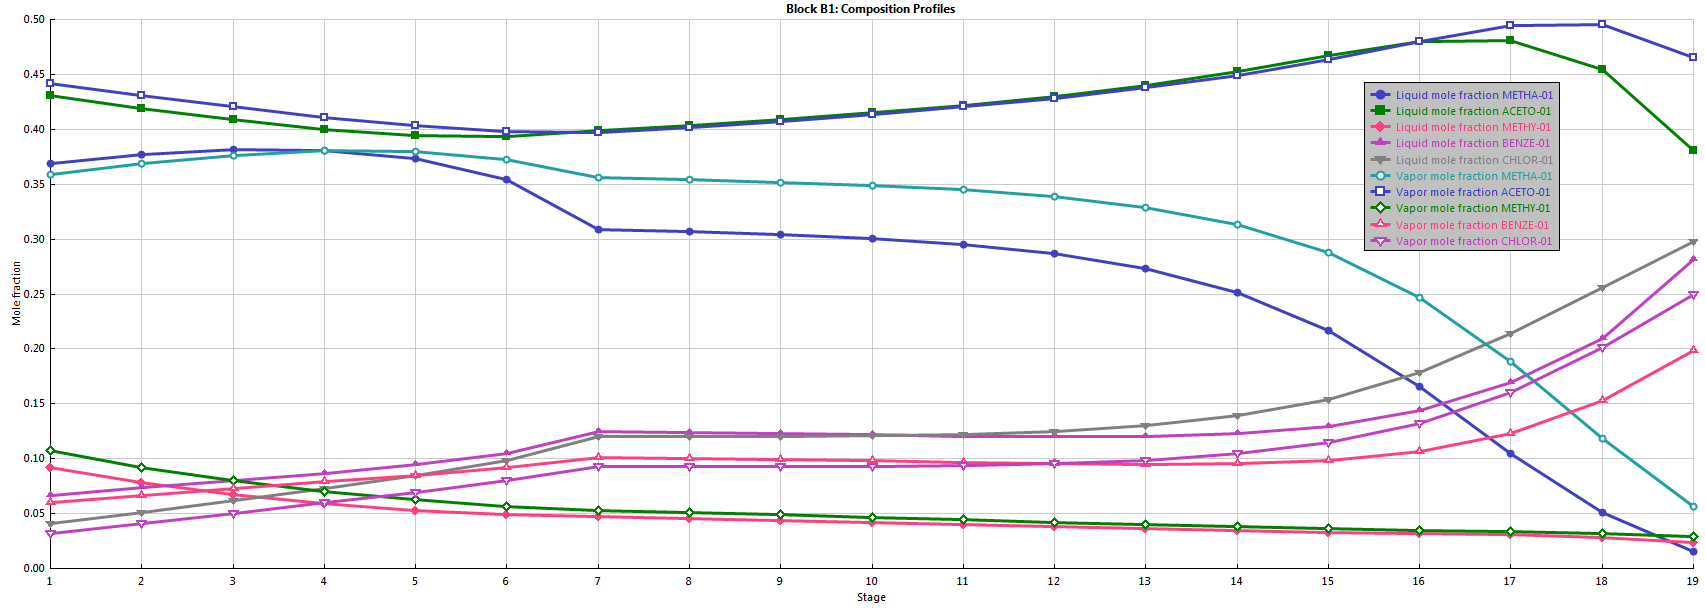 Block B1: Composition Profiles
0.50
0.45
0.40
0.35
0.30
0.25
0.20
0.15
0.10
0.05
0.00
Mole fraction
Liquid mole fraction METHA-01
Liquid mole fraction ACETO-01
Liquid mole fraction METHY-01
Liquid mole fraction BENZE-01
Liquid mole fraction CHLOR-01
Vapor mole fraction METHA-01
Vapor mole fraction ACETO-01
Vapor mole fraction METHY-01
Vapor mole fraction BENZE-01
Vapor mole fraction CHLOR-01
1 2 3 4 5 6 7 8 9 10 11 12 13 14 15 16 17 18 19
Stage